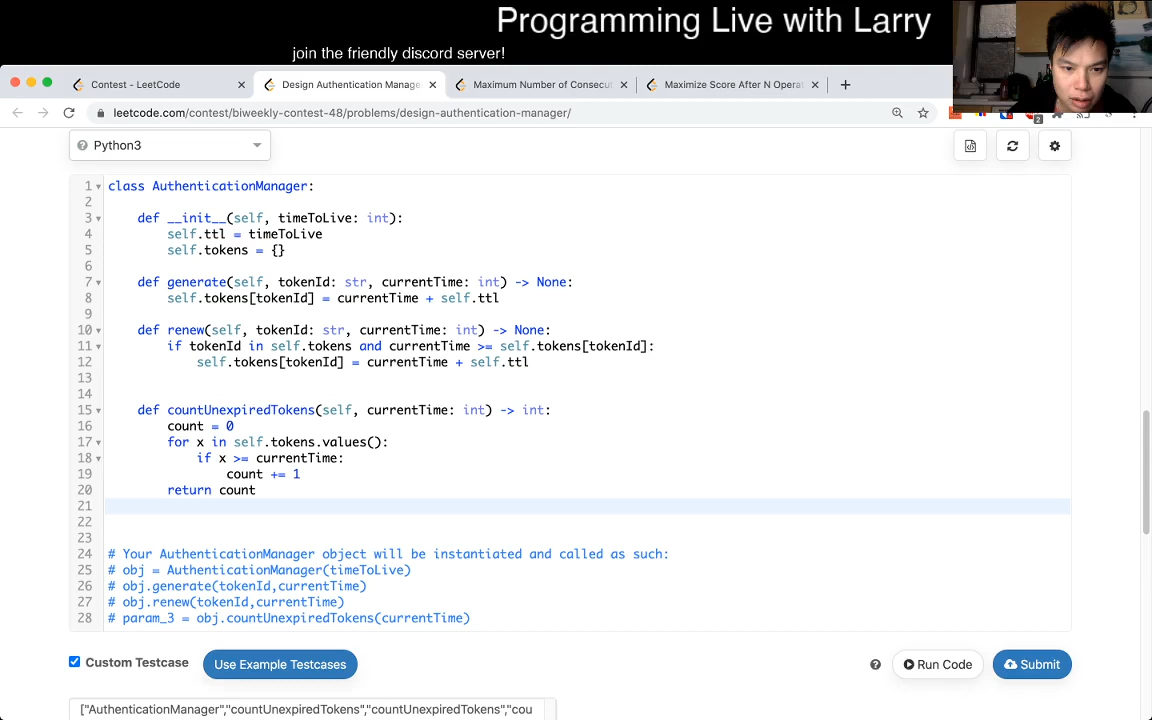 Programming Live with Larry
join the friendly discord server!
Contest - LeetCode
Design Authentication Manage
Maximum Number of Consecut
Maximize Score After N Operat
leetcode.com/contest/biweekly-contest-48/problems/design-authentication-manager/
2
Python3
1 class AuthenticationManager:
2
3 def __init__(self, timeToLive: int):
4 self.ttl = timeToLive
5 self.tokens = {}
6
7 def generate(self, tokenId: str, currentTime: int) -> None:
8 self.tokens[tokenId] = currentTime + self.ttl
9
10 def renew(self, tokenId: str, currentTime: int) -> None:
11 if tokenId in self.tokens and currentTime >= self.tokens[tokenId]:
12 self.tokens[tokenId] = currentTime + self.ttl
13
14
15 def countUnexpiredTokens(self, currentTime: int) -> int:
16 count = 0
17 for x in self.tokens.values():
18 if x >= currentTime:
19 count += 1
20 return count
21
22
23
24 # Your AuthenticationManager object will be instantiated and called as such:
25 # obj = AuthenticationManager(timeToLive)
26 # obj.generate(tokenId,currentTime)
27 # obj.renew(tokenId,currentTime)
28 # param_3 = obj.countUnexpiredTokens(currentTime)
Custom Testcase
Use Example Testcases
Run Code
Submit
["AuthenticationManager","countUnexpiredTokens","countUnexpiredTokens","cou